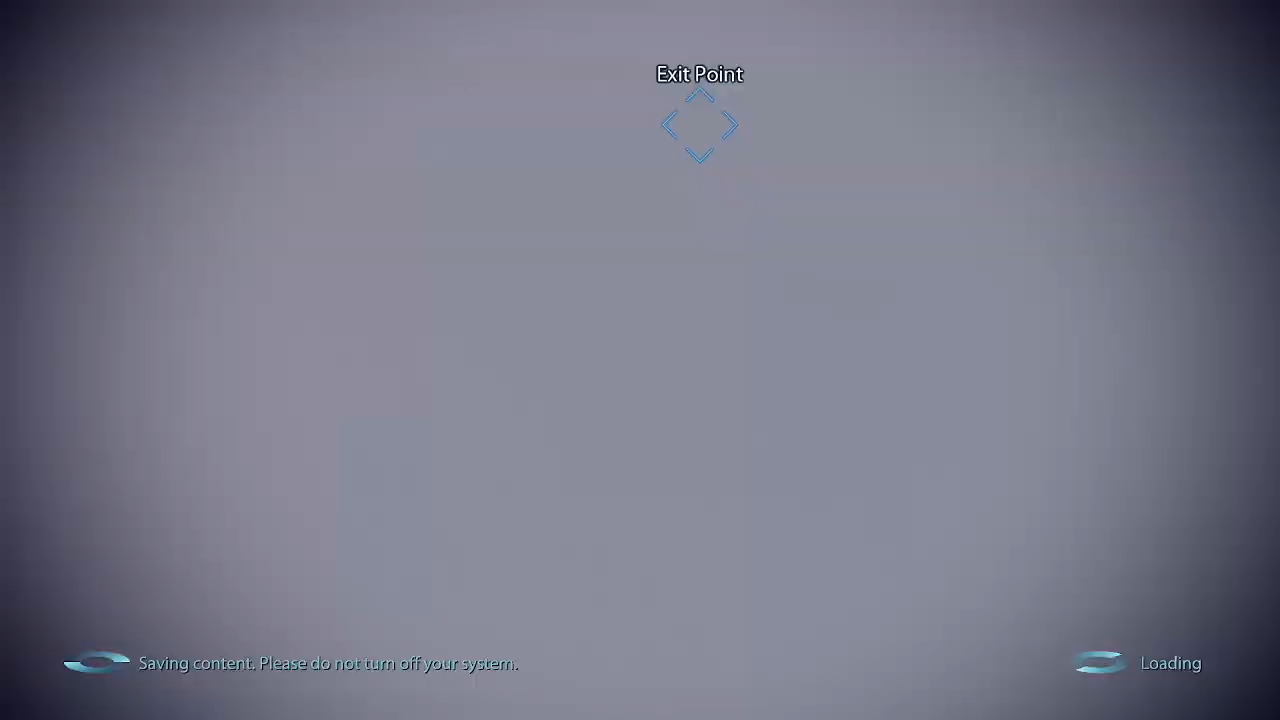 Exit Point
Saving content. Please do not turn off your system.
Loading